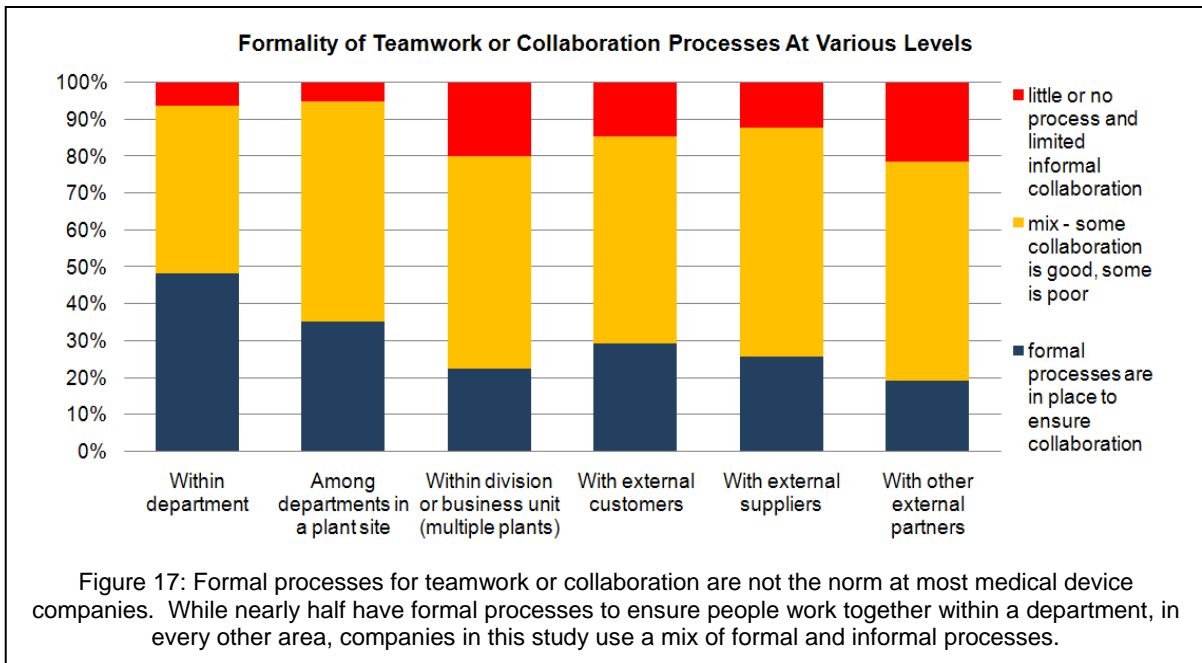 Formality of Teamwork or Collaboration Processes At Various Levels
100%
90%
80%
70%
60%
50%
40%
30%
20%
10%
0%
Within
department
Among
departments in
a plant site
Within division
or business unit
(multiple plants)
With external
customers
With external
suppliers
With other
external
partners
little or no
process and
limited
informal
collaboration
mix - some
collaboration
is good, some
is poor
formal
processes are
in place to
ensure
collaboration
Figure 17: Formal processes for teamwork or collaboration are not the norm at most medical device
companies.  While nearly half have formal processes to ensure people work together within a department, in
every other area, companies in this study use a mix of formal and informal processes.